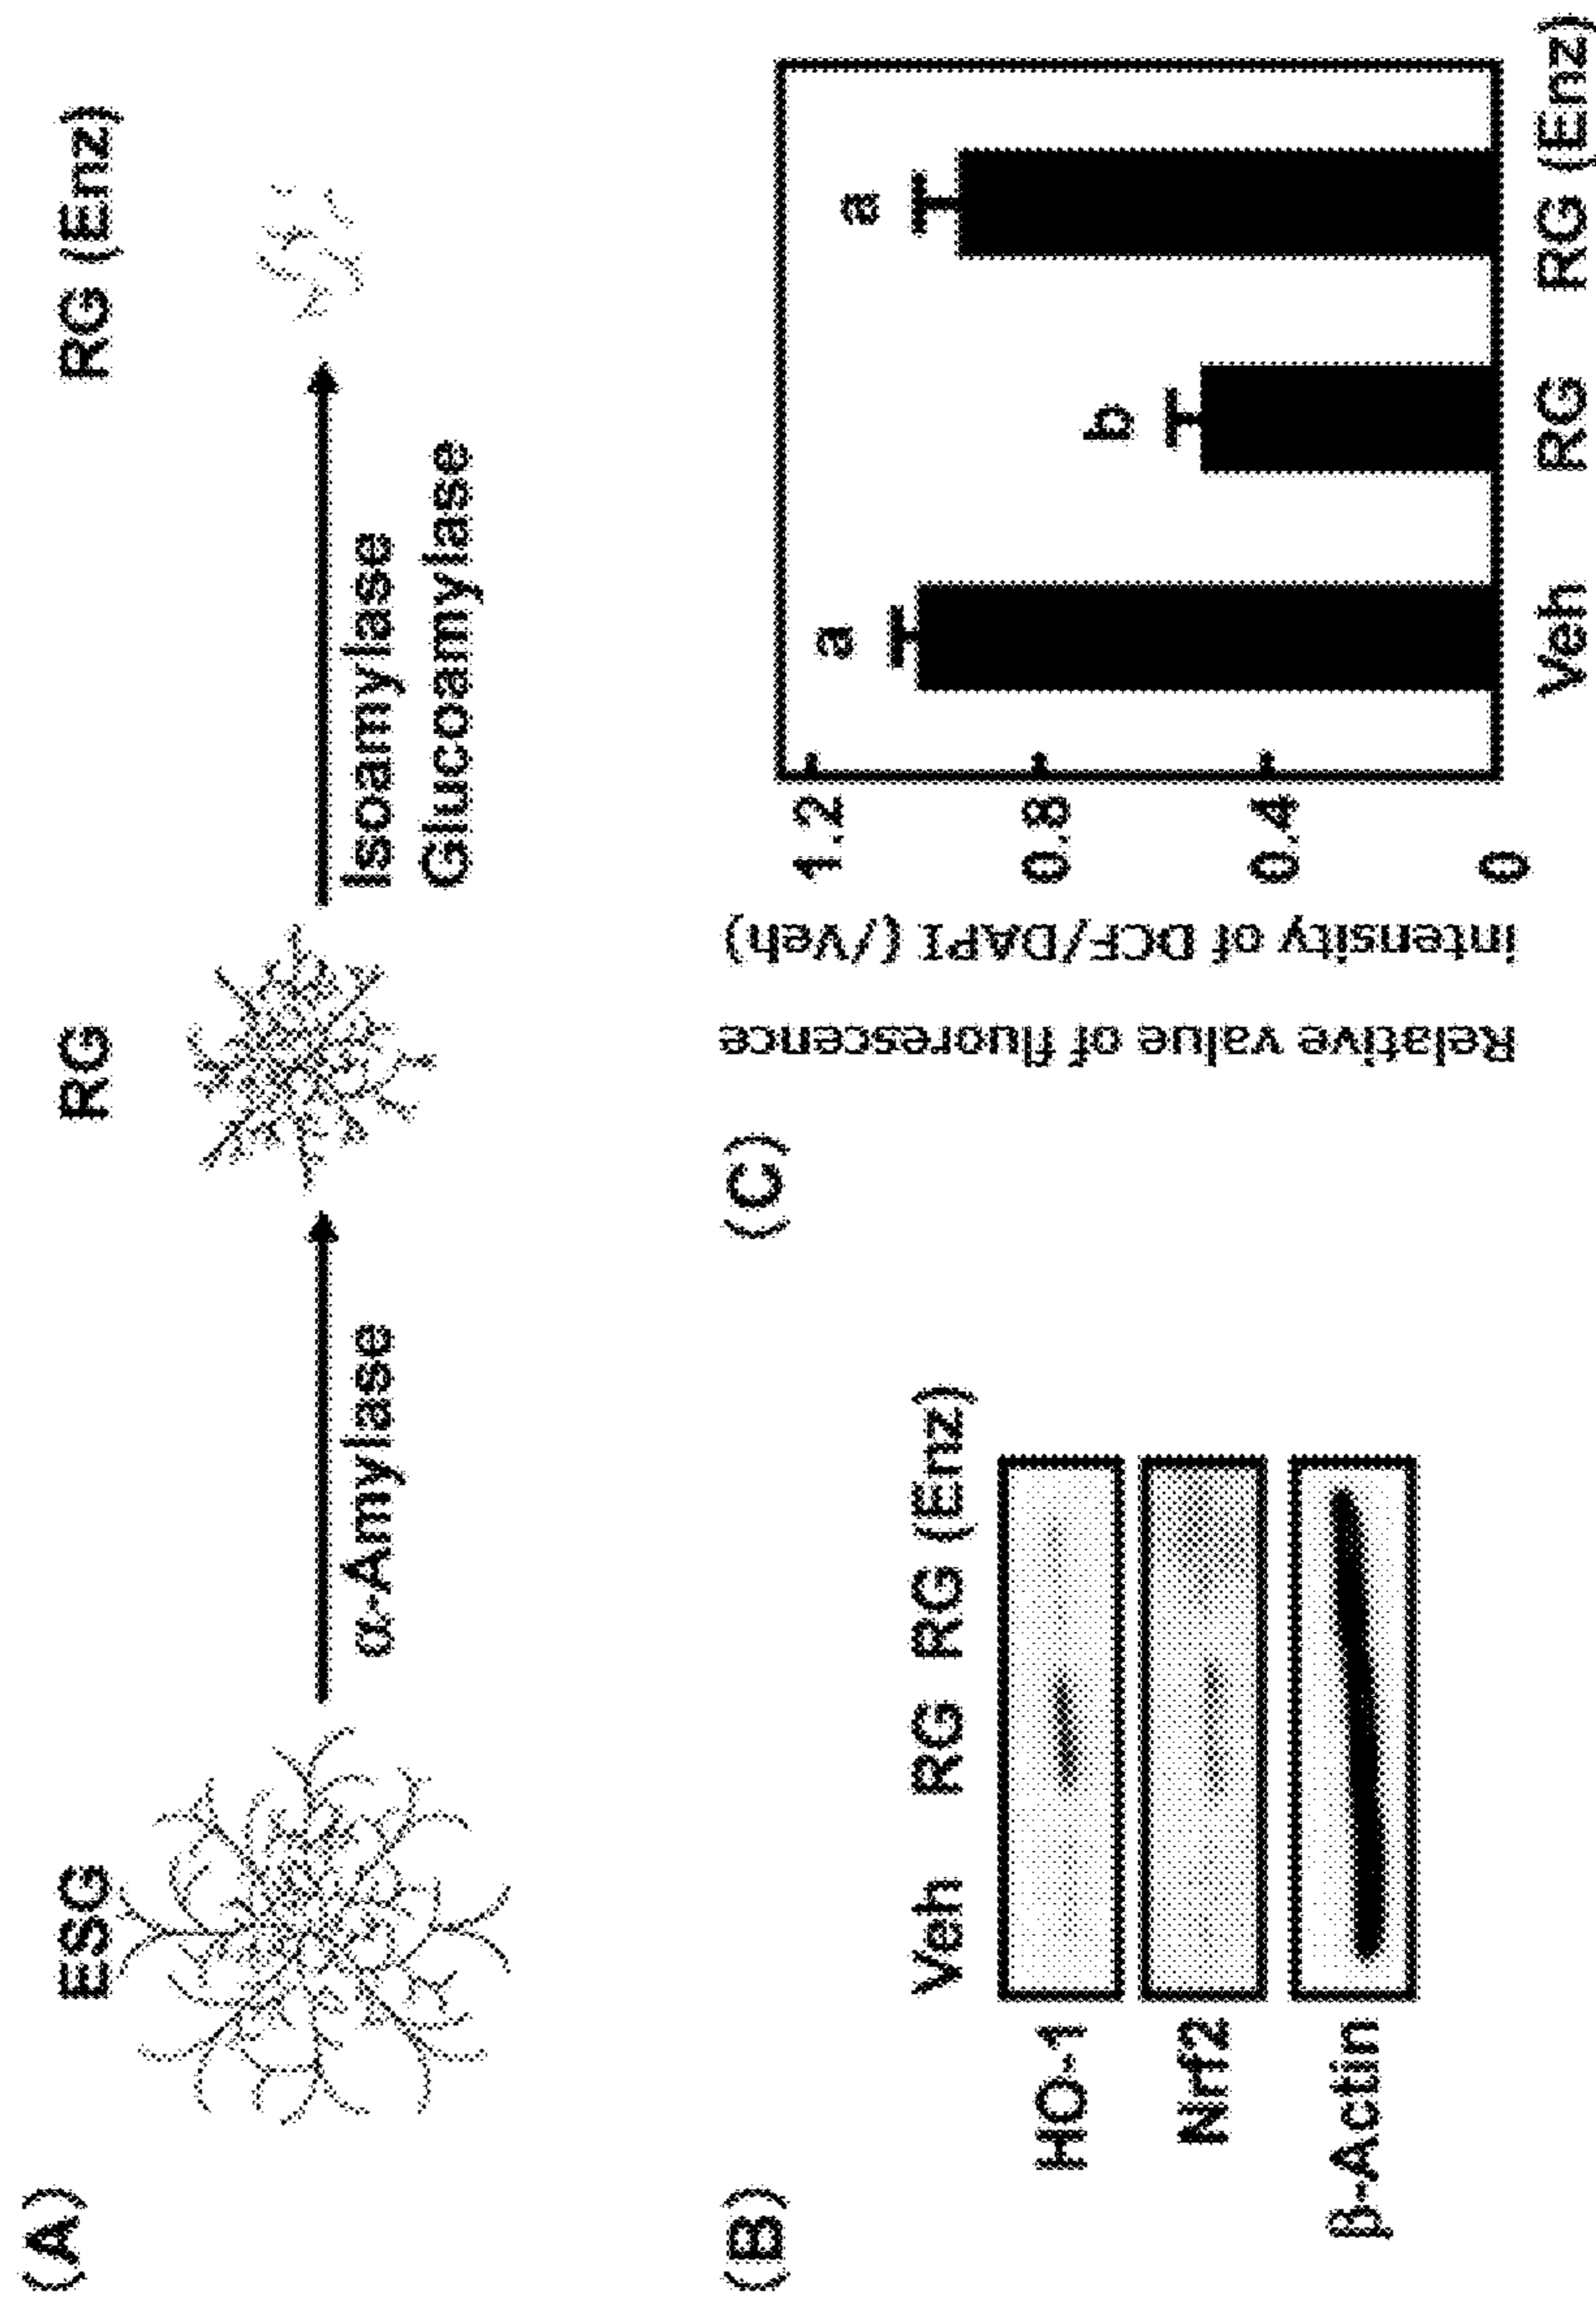 (A)
ESG
RG
RG (Enz)
α-Amylase
Isoamylase
Glucoamylase
(B)
Veh RG RG (Enz)
HO-1
Nrf2
β-Actin
(C)
Relative value of fluorescence
intensity of DCF/DAPI (/Veh)
1.2
0.8
0.4
0
a
b
a
Veh RG RG (Enz)